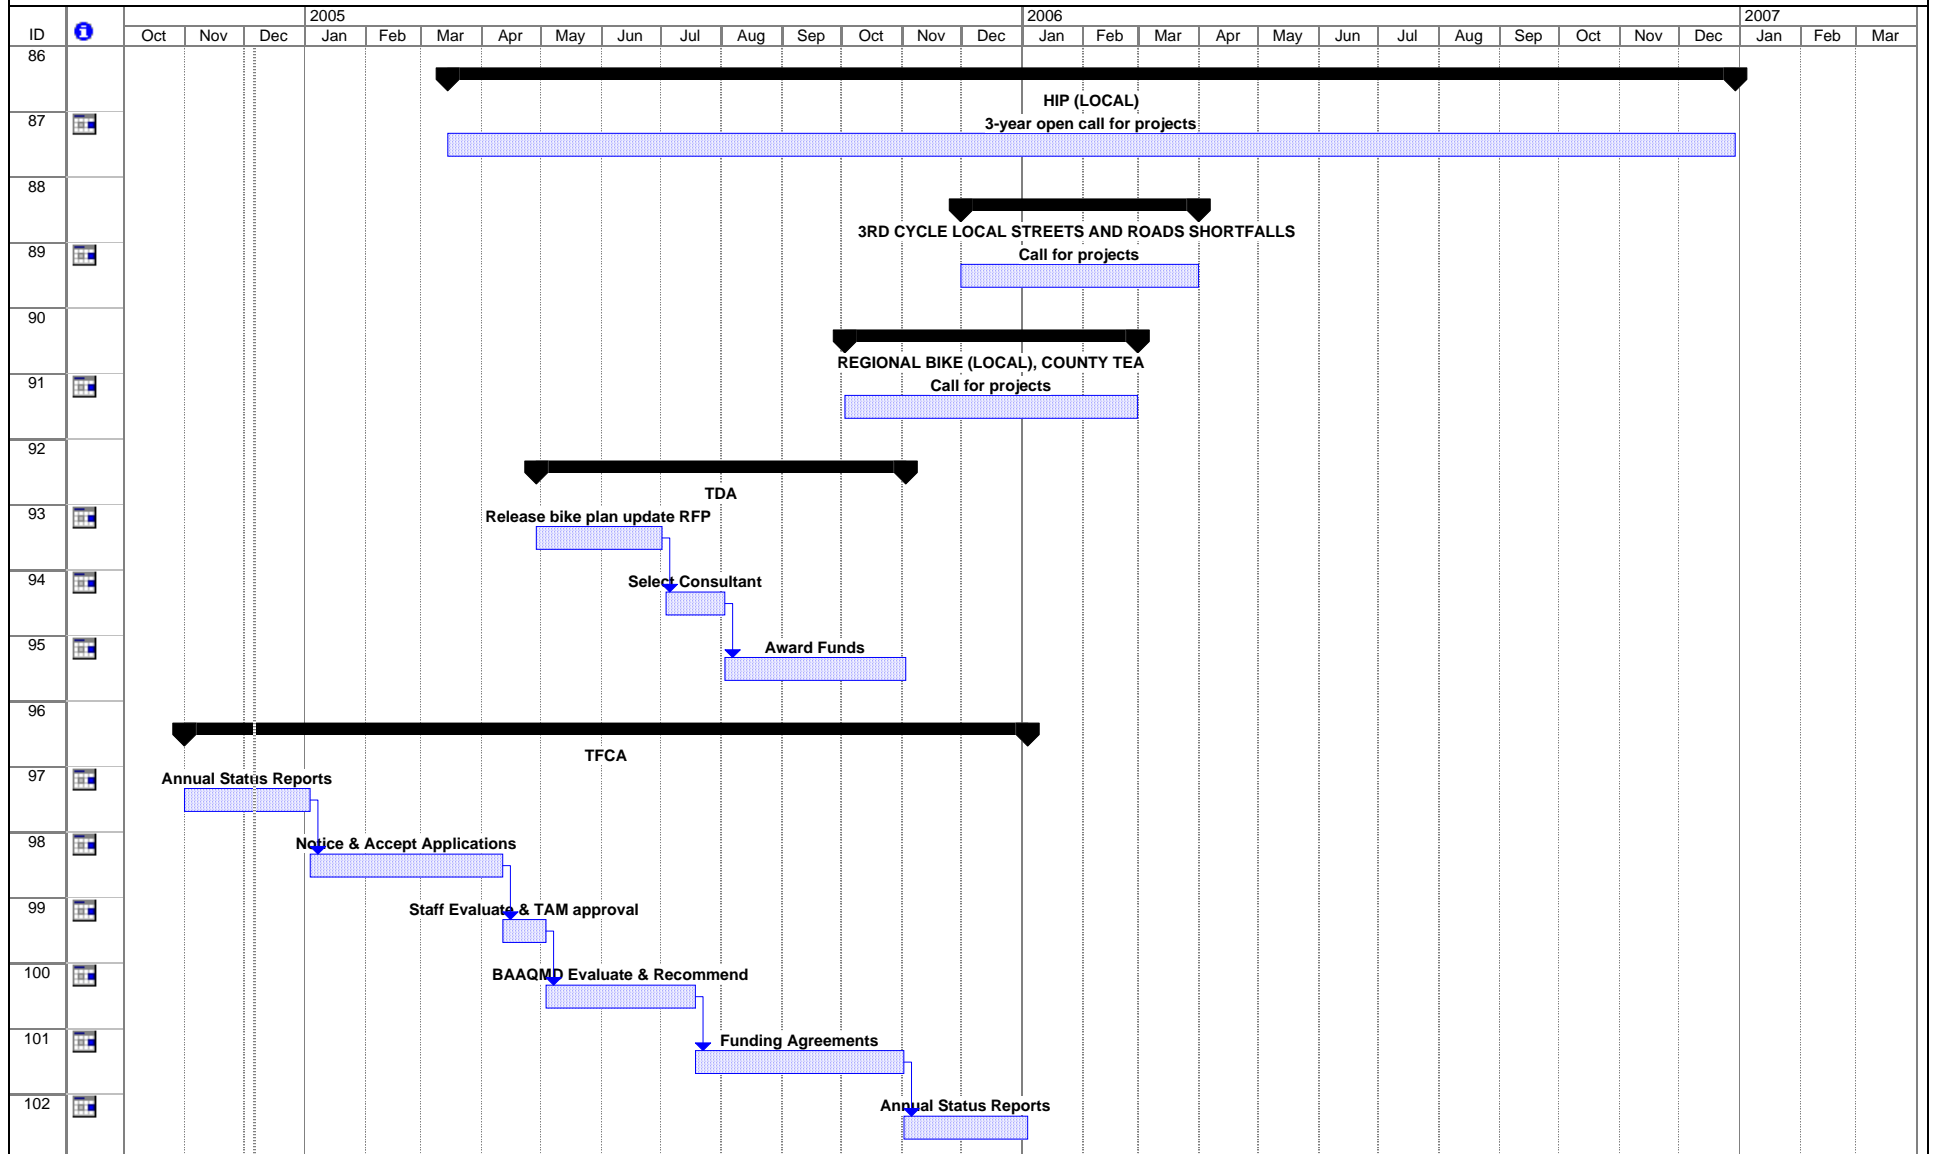 2005 2006 2007
ID Oct Nov Dec Jan Feb Mar Apr May Jun Jul Aug Sep Oct Nov Dec Jan Feb Mar Apr May Jun Jul Aug Sep Oct Nov Dec Jan Feb Mar
86
HIP (LOCAL)
87
3-year open call for projects
88
3RD CYCLE LOCAL STREETS AND ROADS SHORTFALLS
89
Call for projects
90
REGIONAL BIKE (LOCAL), COUNTY TEA
91
Call for projects
92
TDA
93
Release bike plan update RFP
94
Select Consultant
95
Award Funds
96
TFCA
97
Annual Status Reports
98
Notice & Accept Applications
99
Staff Evaluate & TAM approval
100
BAAQMD Evaluate & Recommend
101
Funding Agreements
102
Annual Status Reports